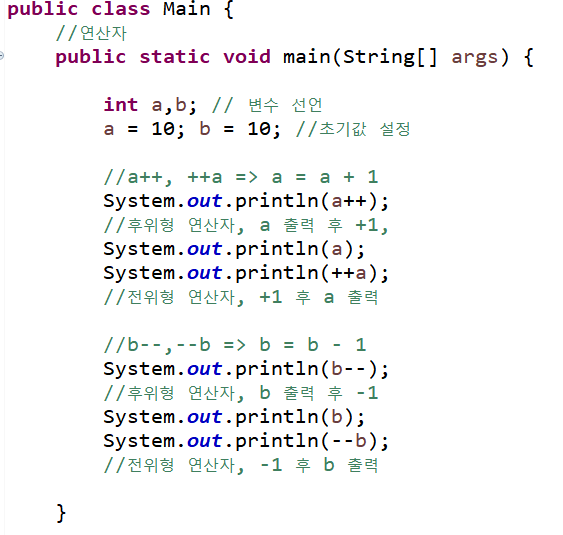 public class Main {
//연산자
public static void main(String[] args) {
int a,b; // 변수 선언
a = 10; b = 10; //초기값 설정
//a++, ++a => a = a + 1
System.out.println(a++);
//후위형 연산자, a 출력 후 +1,
System.out.println(a);
System.out.println(++a);
//전위형 연산자, +1 후 a 출력
//b--,--b => b = b - 1
System.out.println(b--);
//후위형 연산자, b 출력 후 -1
System.out.println(b);
System.out.println(--b);
//전위형 연산자, -1 후 b 출력
}